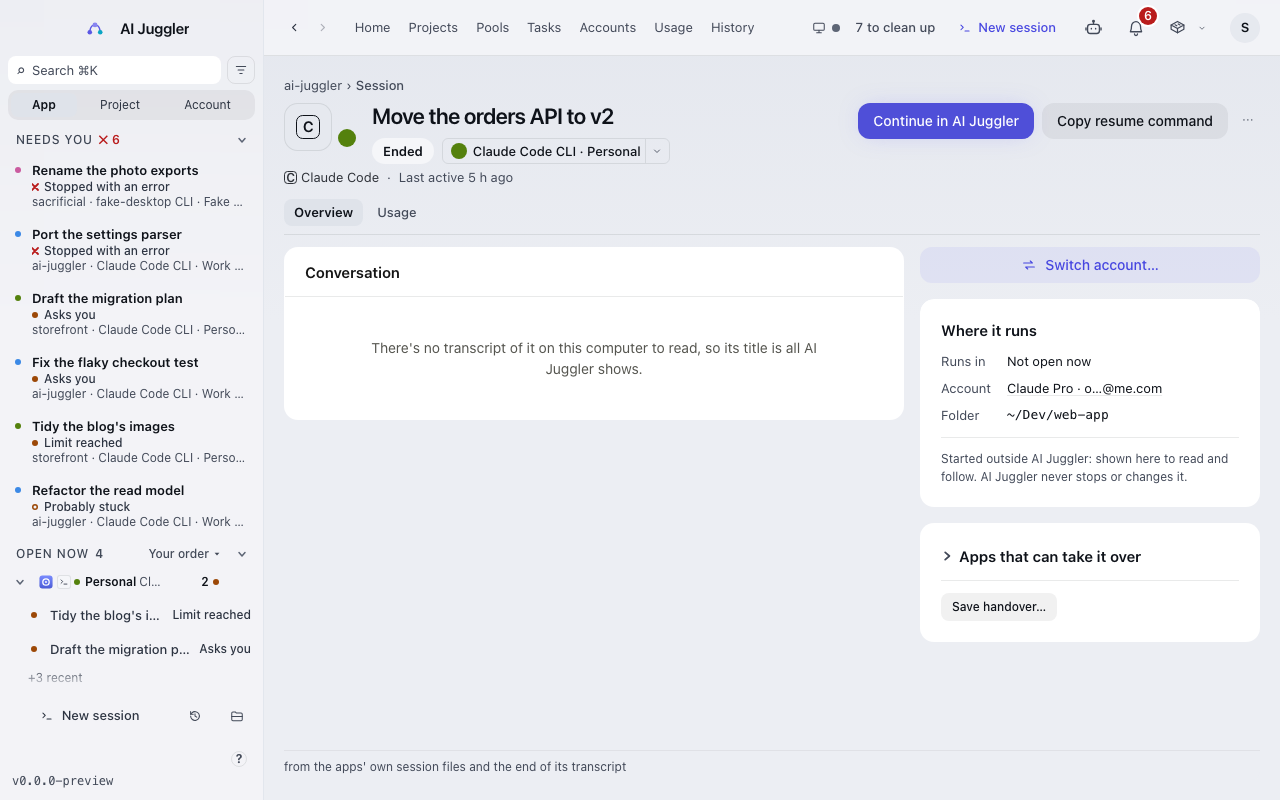 AI Juggler
Search ⌘K
App Project Account
NEEDS YOU 6
Rename the photo exports
Stopped with an error
sacrificial · fake-desktop CLI · Fake ...
Port the settings parser
Stopped with an error
ai-juggler · Claude Code CLI · Work ...
Draft the migration plan
Asks you
storefront · Claude Code CLI · Perso...
Fix the flaky checkout test
Asks you
ai-juggler · Claude Code CLI · Work ...
Tidy the blog's images
Limit reached
storefront · Claude Code CLI · Perso...
Refactor the read model
Probably stuck
ai-juggler · Claude Code CLI · Work ...
OPEN NOW 4 Your order
Personal Cl... 2
Tidy the blog's i... Limit reached
Draft the migration p... Asks you
+3 recent
New session
?
v0.0.0-preview
Home Projects Pools Tasks Accounts Usage History 7 to clean up New session 6 S
ai-juggler › Session
C
Move the orders API to v2
Ended Claude Code CLI · Personal
Continue in AI Juggler Copy resume command ...
C Claude Code · Last active 5 h ago
Overview Usage
Conversation
There's no transcript of it on this computer to read, so its title is all AI
Juggler shows.
Switch account...
Where it runs
Runs in Not open now
Account Claude Pro · o...@me.com
Folder ~/Dev/web-app
Started outside AI Juggler: shown here to read and
follow. AI Juggler never stops or changes it.
Apps that can take it over
Save handover...
from the apps' own session files and the end of its transcript